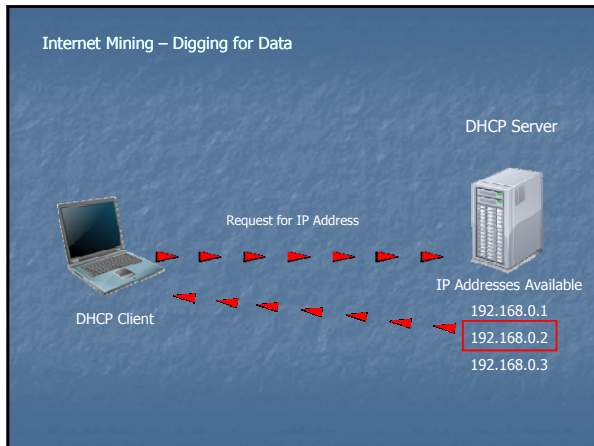 Internet Mining – Digging for Data
DHCP Server
Request for IP Address
IP Addresses Available
DHCP Client
192.168.0.1
192.168.0.2
192.168.0.3